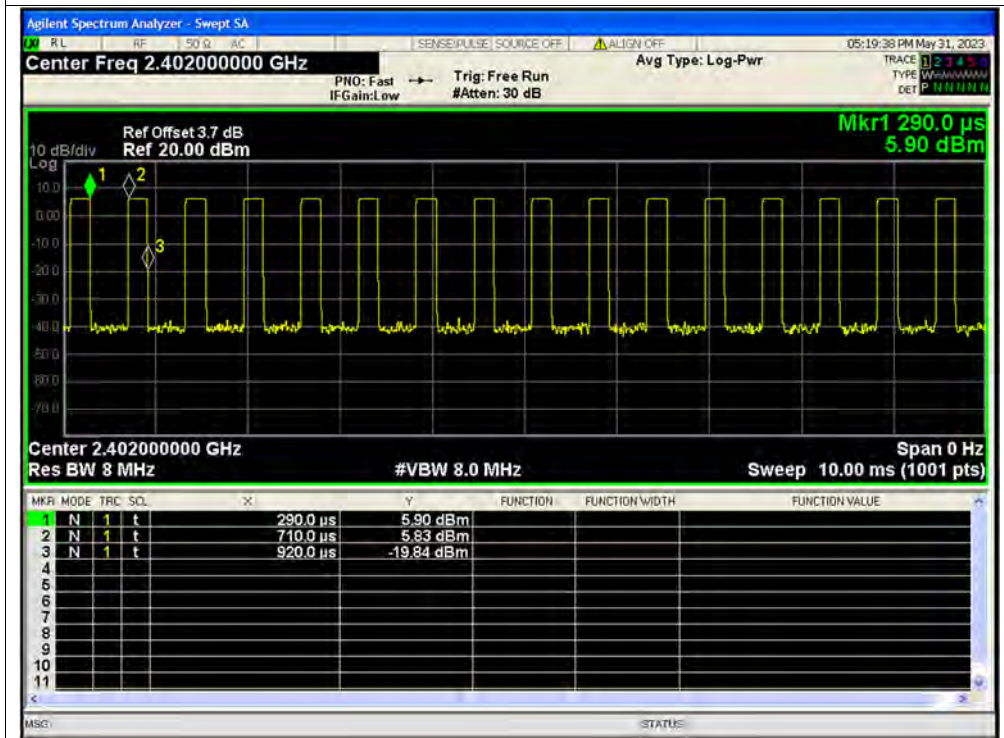 Agilent Spectrum Analyzer - Swept SA
RL RF 50 Ω AC SENSE:PULSE SOURCE OFF ALIGN OFF 05:19:38 PM May 31, 2023
Center Freq 2.402000000 GHz
PNO: Fast
IFGain:Low
Trig: Free Run
#Atten: 30 dB
Avg Type: Log-Pwr
TRACE 1 2 3 4 5 6
TYPE
DET P N N N N N
Mkr1 290.0 µs
5.90 dBm
Ref Offset 3.7 dB
10 dB/div Ref 20.00 dBm
Log
1 2
3
10.0
0.00
-10.0
-20.0
-30.0
-40.0
-50.0
-60.0
-70.0
Center 2.402000000 GHz Span 0 Hz
Res BW 8 MHz #VBW 8.0 MHz Sweep 10.00 ms (1001 pts)
MKR MODE TRC SCL X Y FUNCTION FUNCTION WIDTH FUNCTION VALUE
1 N 1 t 290.0 µs 5.90 dBm
2 N 1 t 710.0 µs 5.83 dBm
3 N 1 t 920.0 µs -19.84 dBm
4
5
6
7
8
9
10
11
MSG STATUS